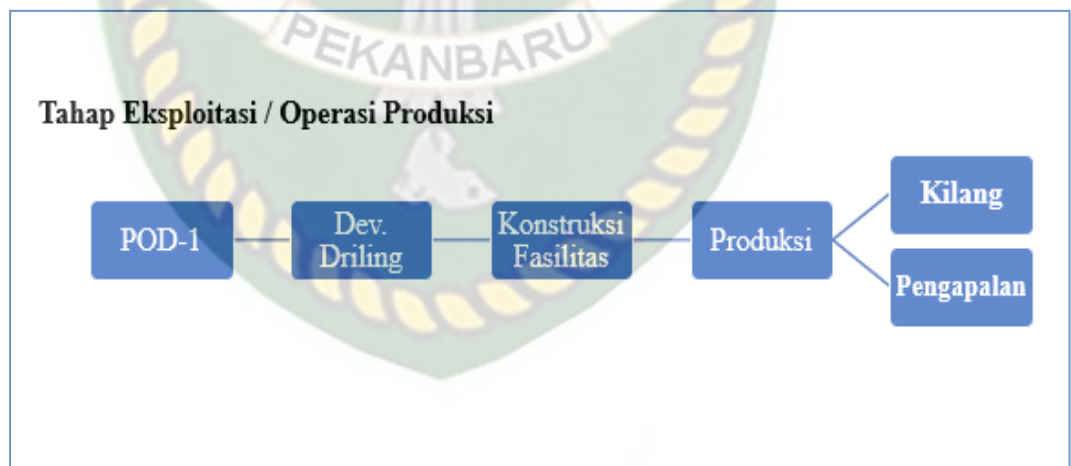 PEKANBARU
Tahap Eksploitasi / Operasi Produksi
POD-1
Dev.
Driling
Konstruksi
Fasilitas
Produksi
Kilang
Pengapalan